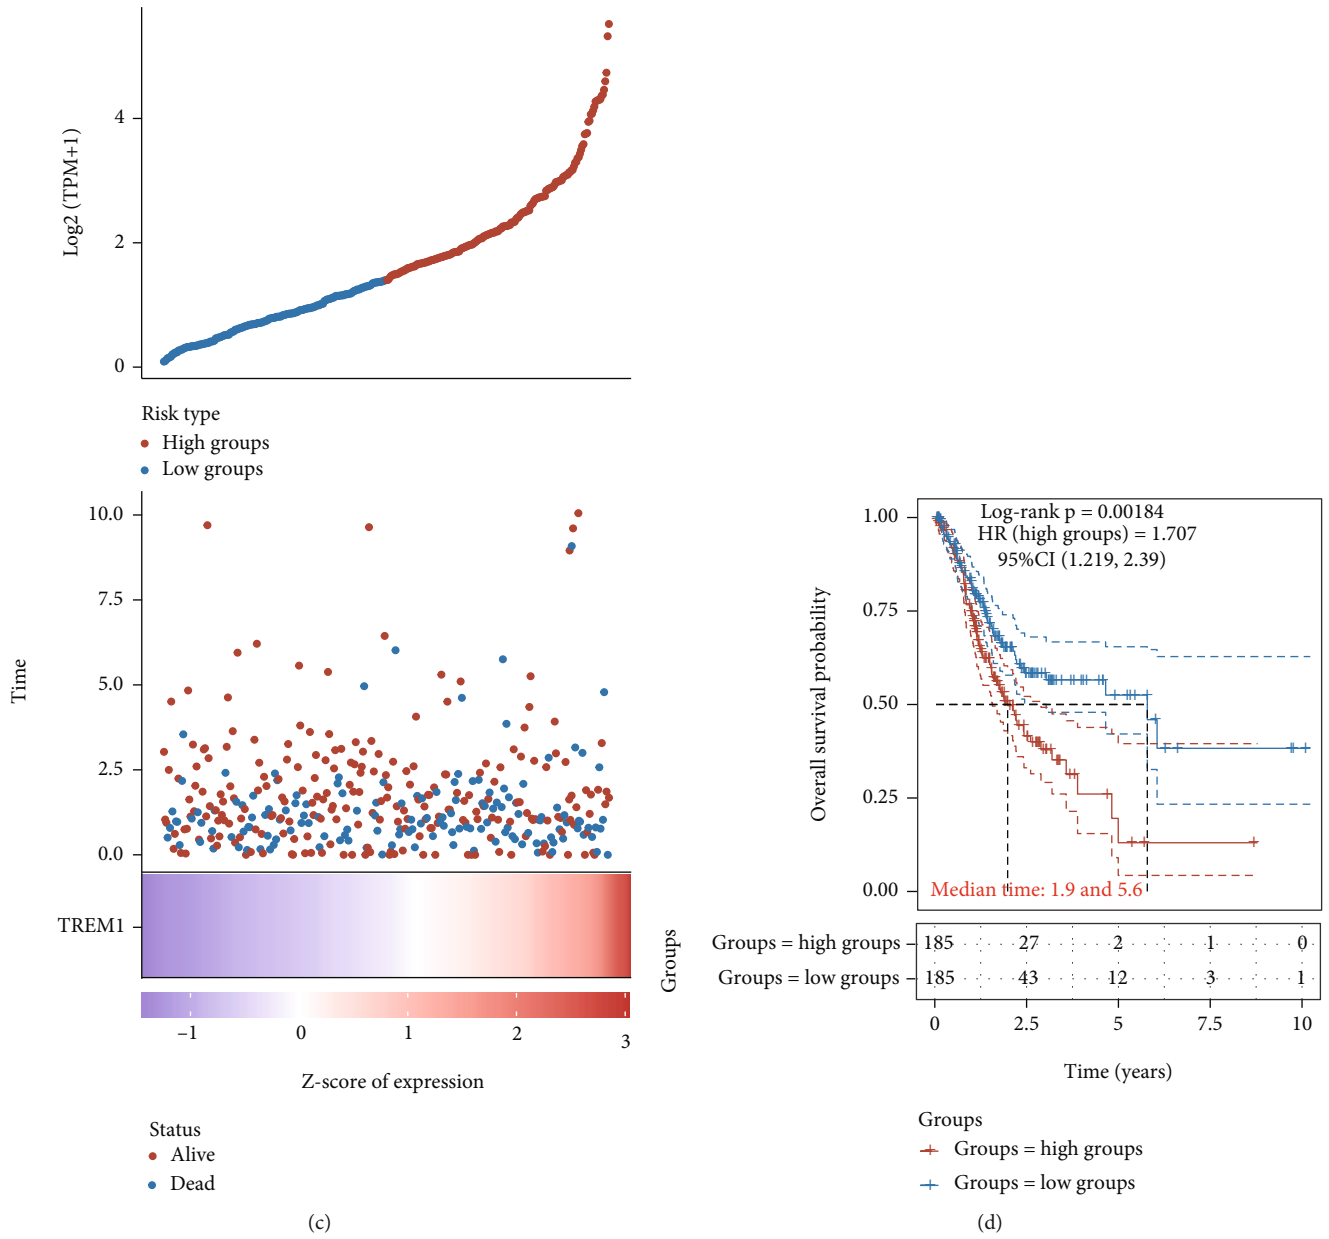 Log2 (TPM+1)
4
2
0
Risk type
High groups
Low groups
Time
10.0
7.5
5.0
2.5
0.0
TREM1
−1
0
1
2
3
Z-score of expression
Status
Alive
Dead
(c)
Overall survival probability
1.00
0.75
0.50
0.25
0.00
Log-rank p = 0.00184
HR (high groups) = 1.707
95%CI (1.219, 2.39)
Median time: 1.9 and 5.6
Groups
Groups = high groups 185 27 2 1 0
Groups = low groups 185 43 12 3 1
0 2.5 5 7.5 10
Time (years)
Groups
Groups = high groups
Groups = low groups
(d)